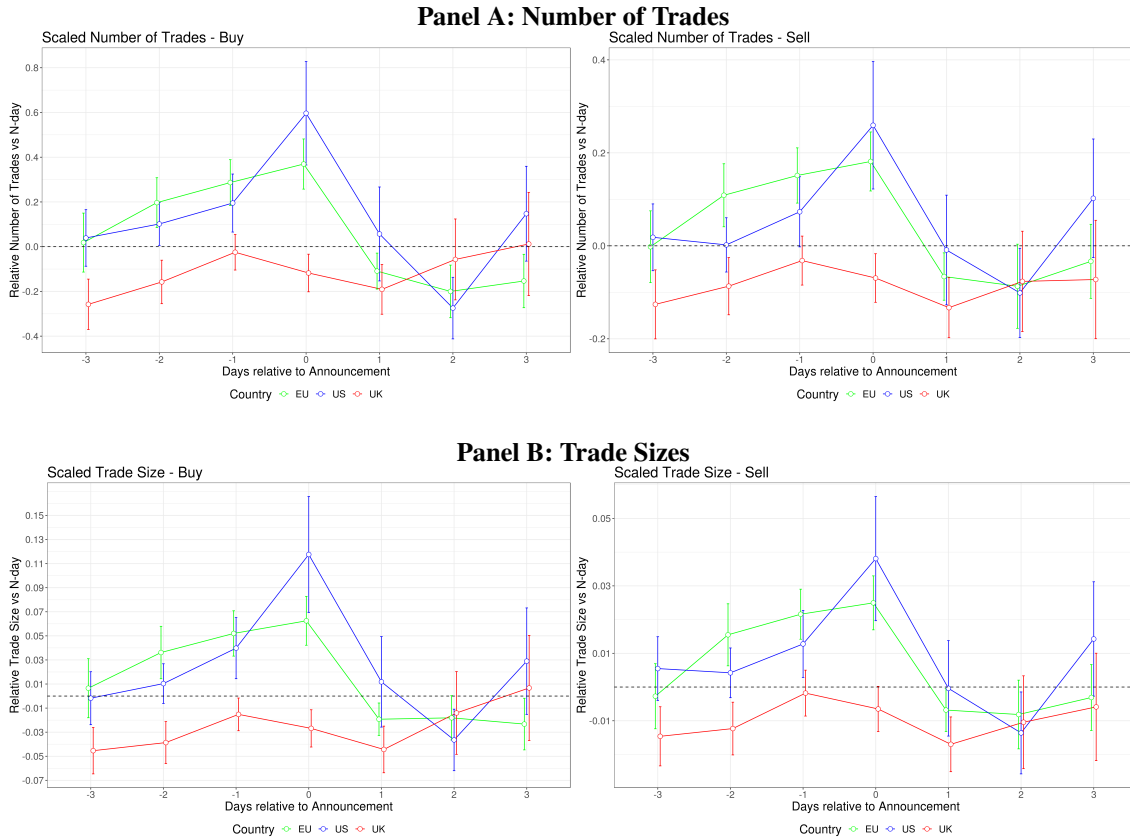 Panel A: Number of Trades
Scaled Number of Trades - Buy
Relative Number of Trades vs N-day
0.8
0.6
0.4
0.2
0.0
-0.2
-0.4
-3 -2 -1 0 1 2 3
Days relative to Announcement
Country EU US UK
Scaled Number of Trades - Sell
Relative Number of Trades vs N-day
0.4
0.2
0.0
-0.2
-3 -2 -1 0 1 2 3
Days relative to Announcement
Country EU US UK
Panel B: Trade Sizes
Scaled Trade Size - Buy
Relative Trade Size vs N-day
0.15
0.13
0.11
0.09
0.07
0.05
0.03
0.01
-0.01
-0.03
-0.05
-0.07
-3 -2 -1 0 1 2 3
Days relative to Announcement
Country EU US UK
Scaled Trade Size - Sell
Relative Trade Size vs N-day
0.05
0.03
0.01
-0.01
-3 -2 -1 0 1 2 3
Days relative to Announcement
Country EU US UK